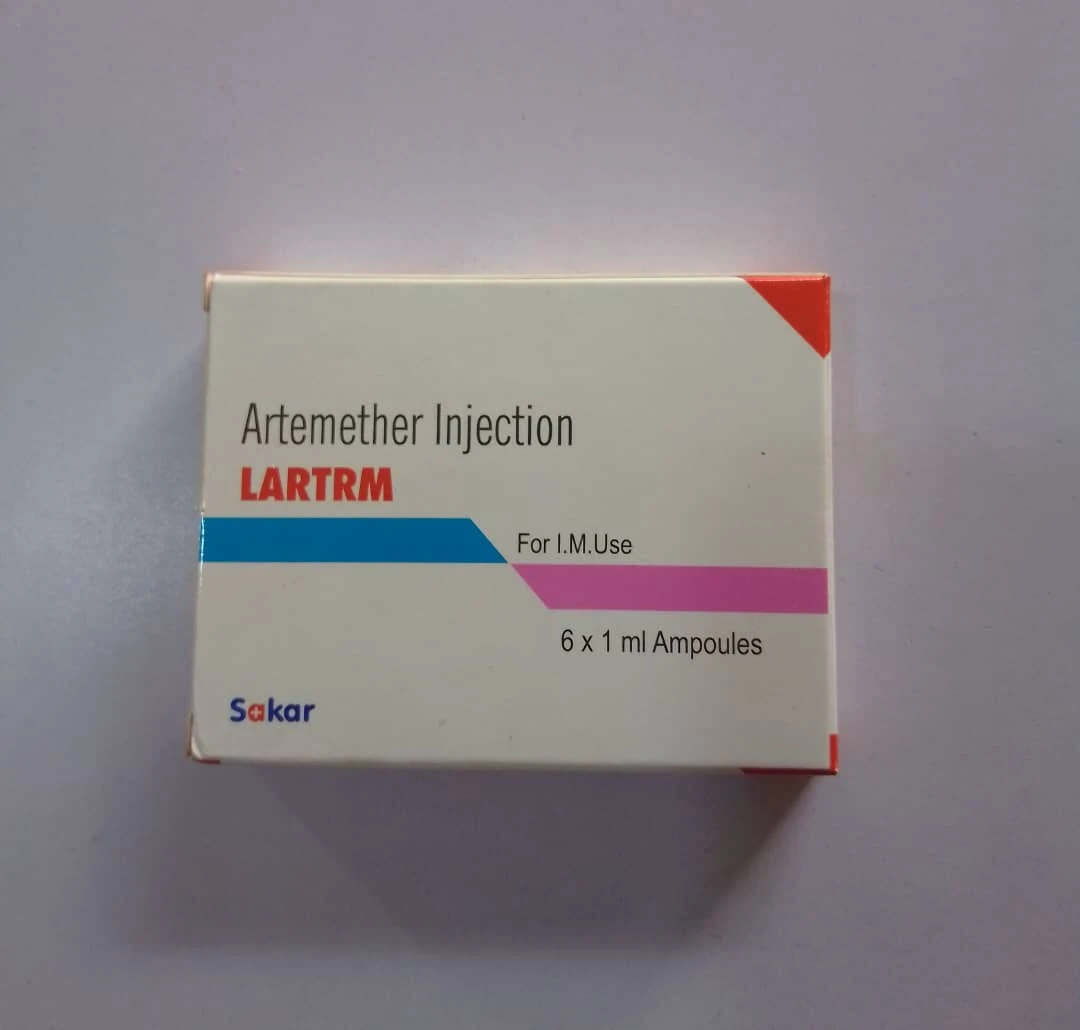 Artemether Injection
LARTRM
For I.M.Use
6 x 1 ml Ampoules
Sakar